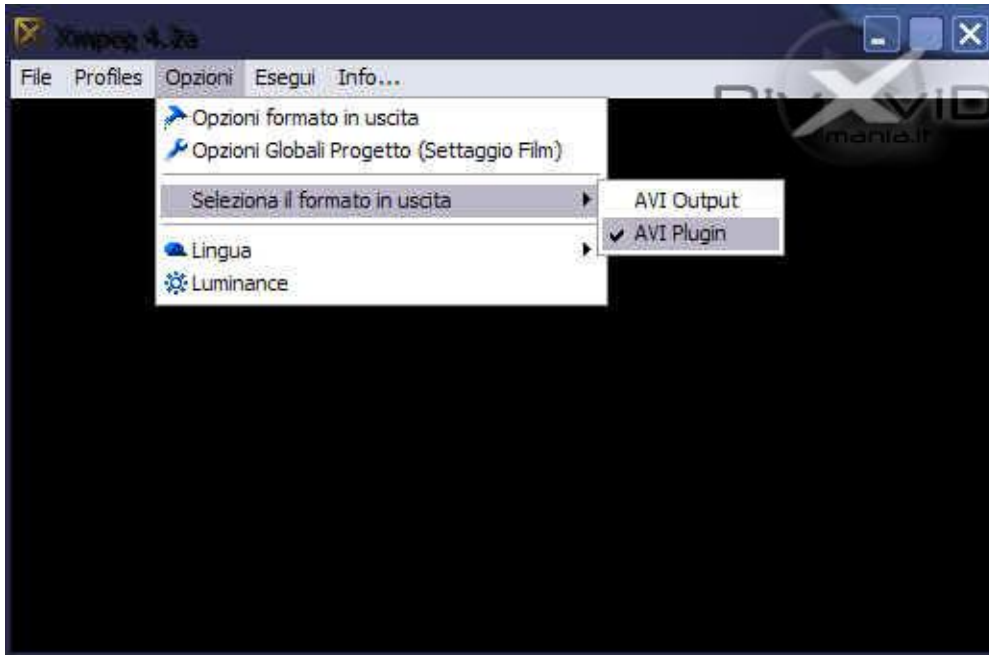 Xmpeg 4.2a
File Profiles Opzioni Esegui Info...
Opzioni formato in uscita
Opzioni Globali Progetto (Settaggio Film)
Seleziona il formato in uscita
AVI Output
AVI Plugin
Lingua
Luminance
mania.it